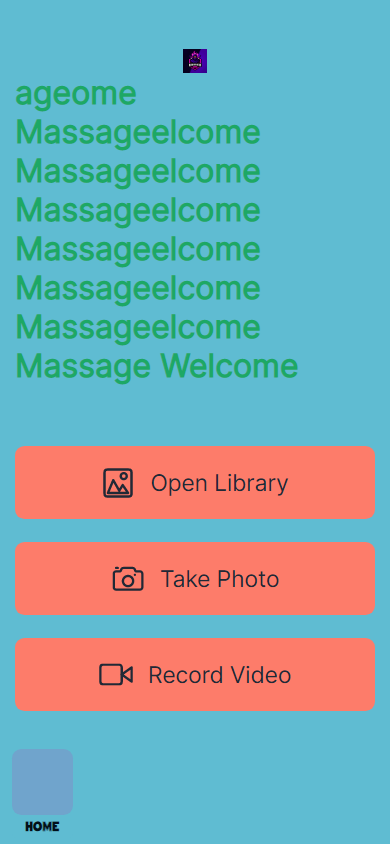 ageome
Massageelcome
Massageelcome
Massageelcome
Massageelcome
Massageelcome
Massageelcome
Massage Welcome
Open Library
Take Photo
Record Video
HOME